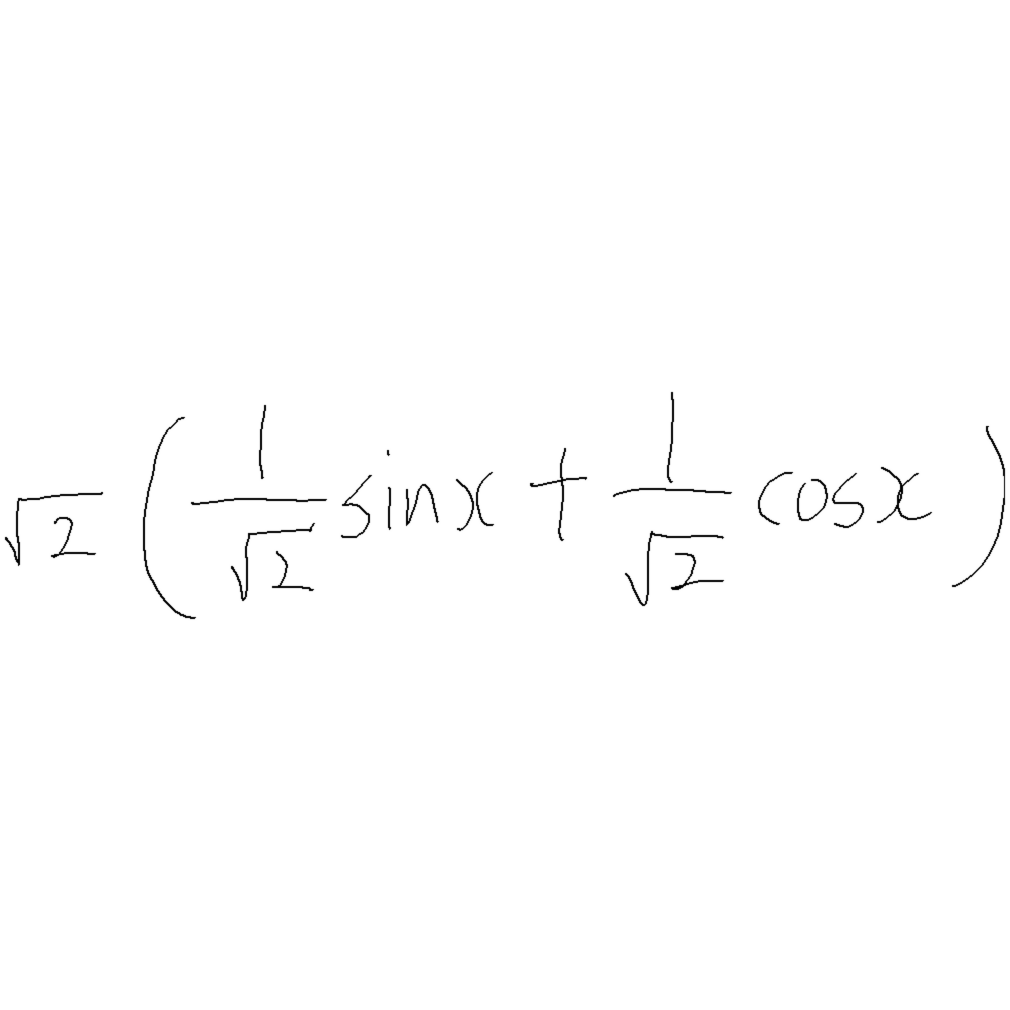 √2 ( 1/√2 sinx + 1/√2 cosx )